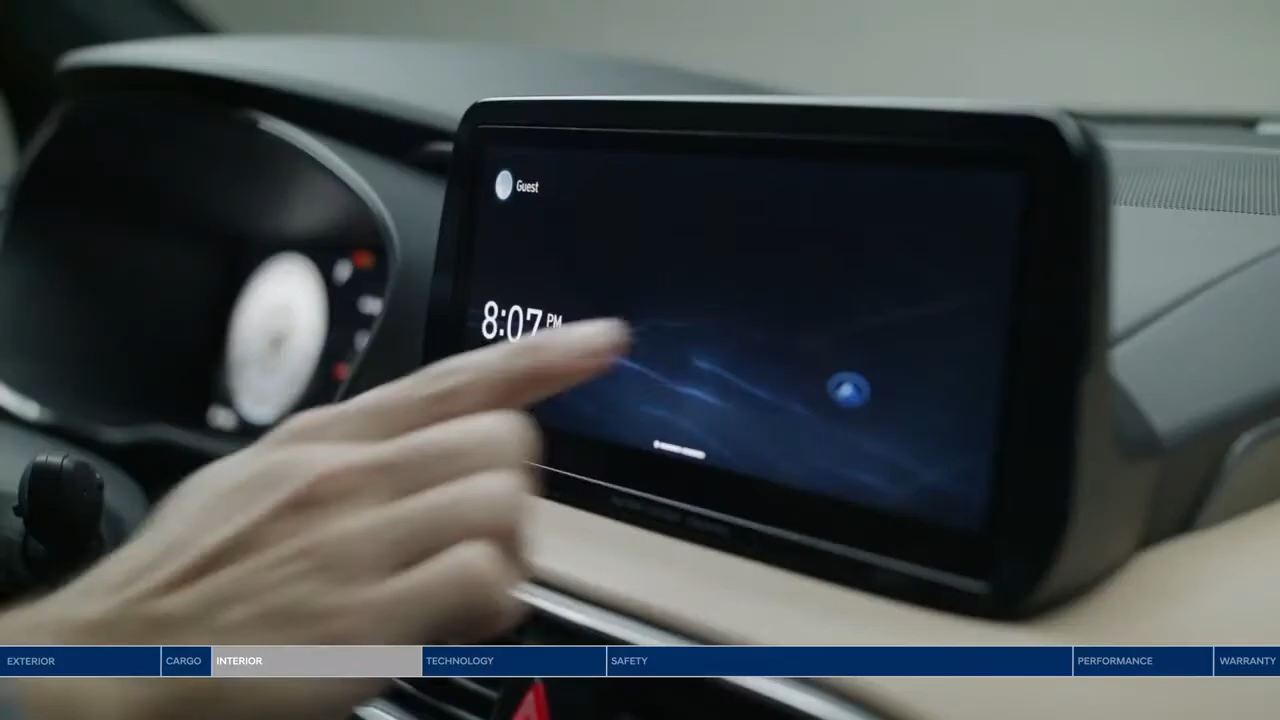 Guest
8:07 PM
EXTERIOR
CARGO
INTERIOR
TECHNOLOGY
SAFETY
PERFORMANCE
WARRANTY